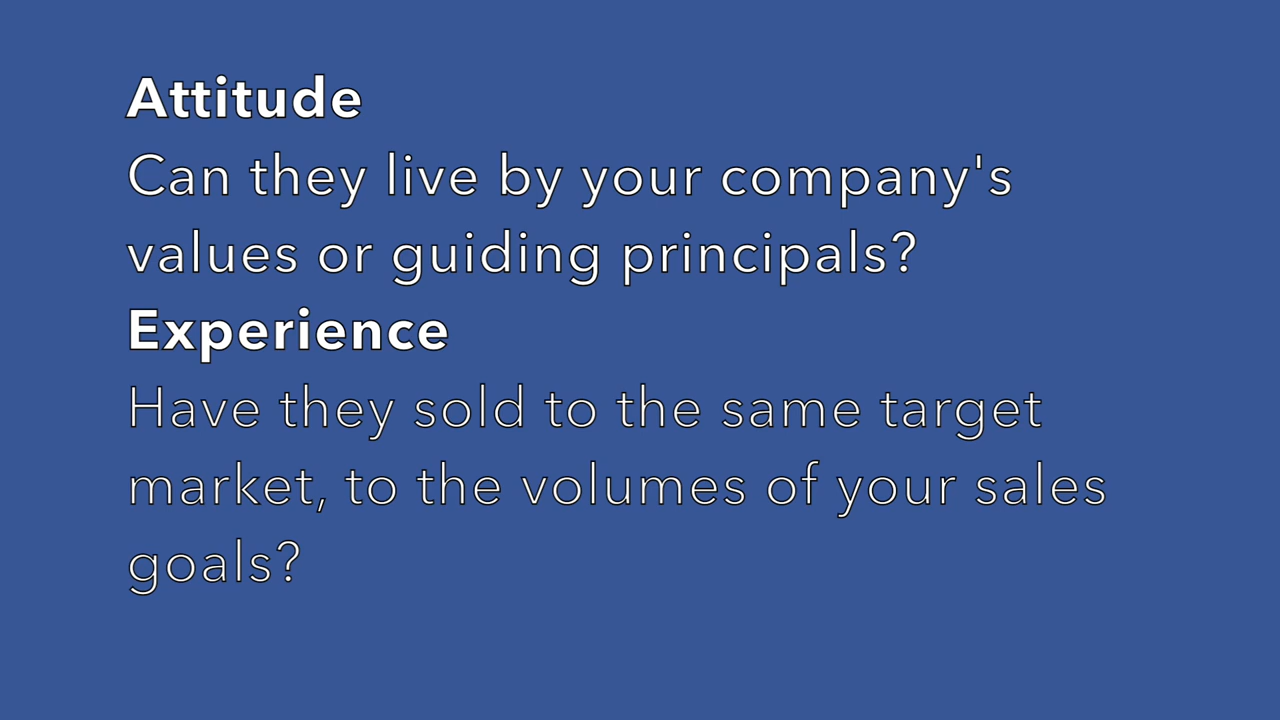 Attitude
Can they live by your company's
values or guiding principals?
Experience
Have they sold to the same target
market, to the volumes of your sales
goals?